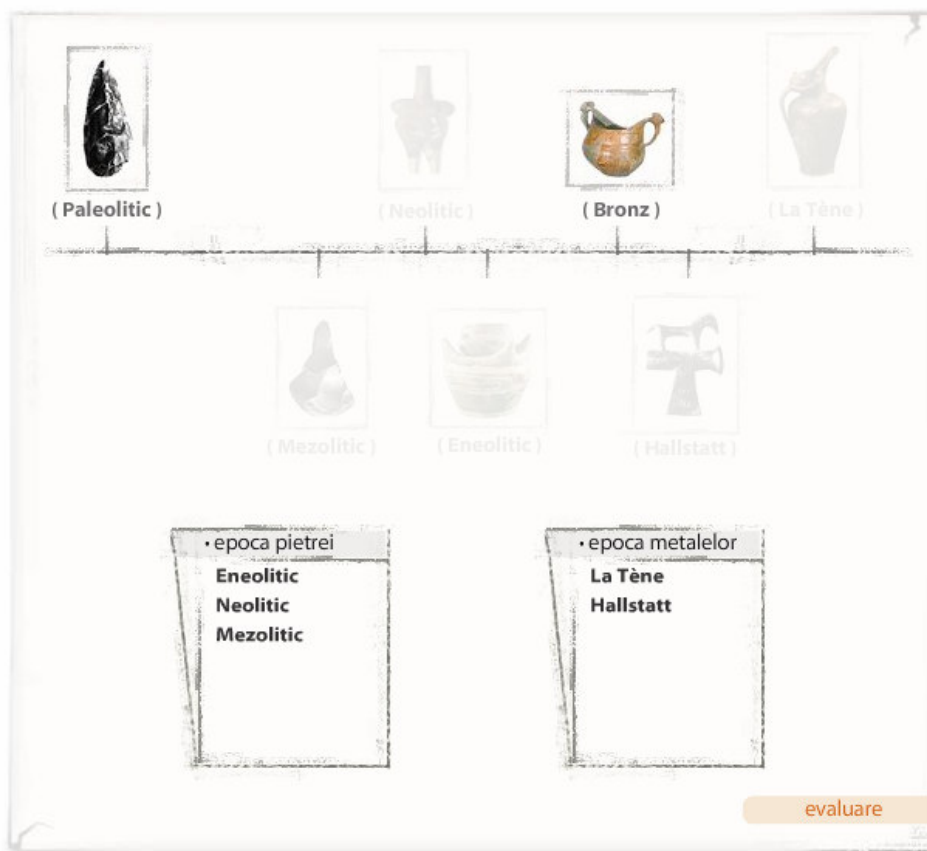 ( Paleolitic )
( Neolitic )
( Bronz )
( La Tène )
( Mezolitic )
( Eneolitic )
( Hallstatt )
• epoca pietrei
Eneolitic
Neolitic
Mezolitic
• epoca metalelor
La Tène
Hallstatt
evaluare